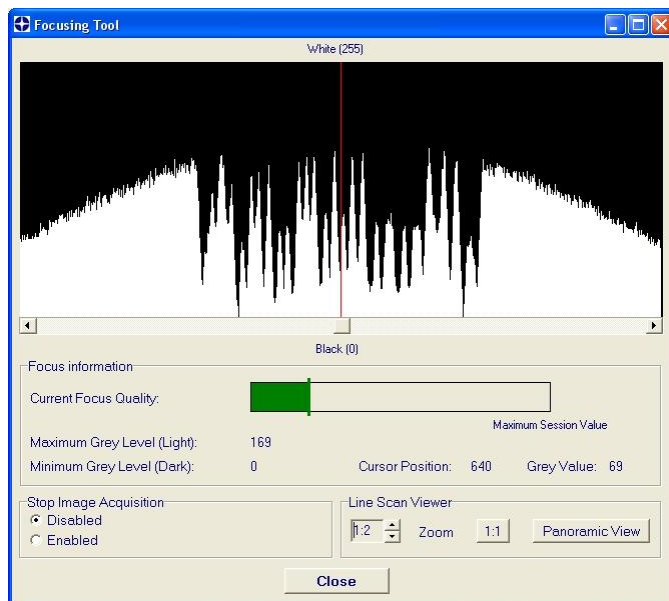 Focusing Tool
White (255)
Black (0)
Focus information
Current Focus Quality:
Maximum Session Value
Maximum Grey Level (Light): 169
Minimum Grey Level (Dark): 0 Cursor Position: 640 Grey Value: 69
Stop Image Acquisition
Disabled
Enabled
Line Scan Viewer
1:2 Zoom 1:1 Panoramic View
Close